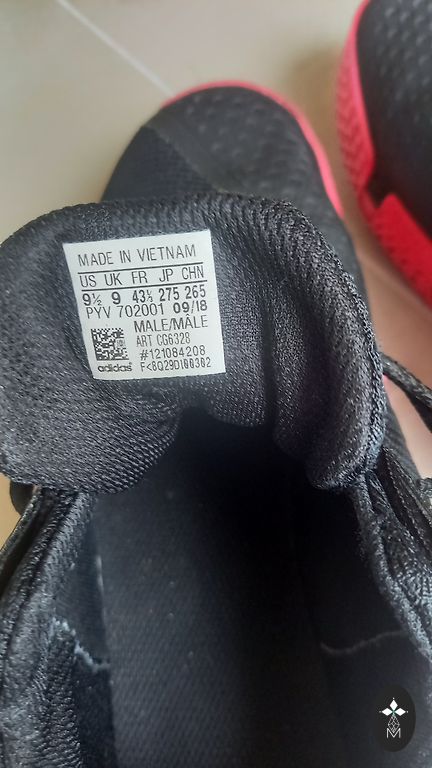 MADE IN VIETNAM
US UK FR JP CHN
9½ 9 43⅓ 275 265
PYV 702001 09/18
MALE/MÂLE
ART CG6328
#121084208
adidas F<8Q29D100302
M